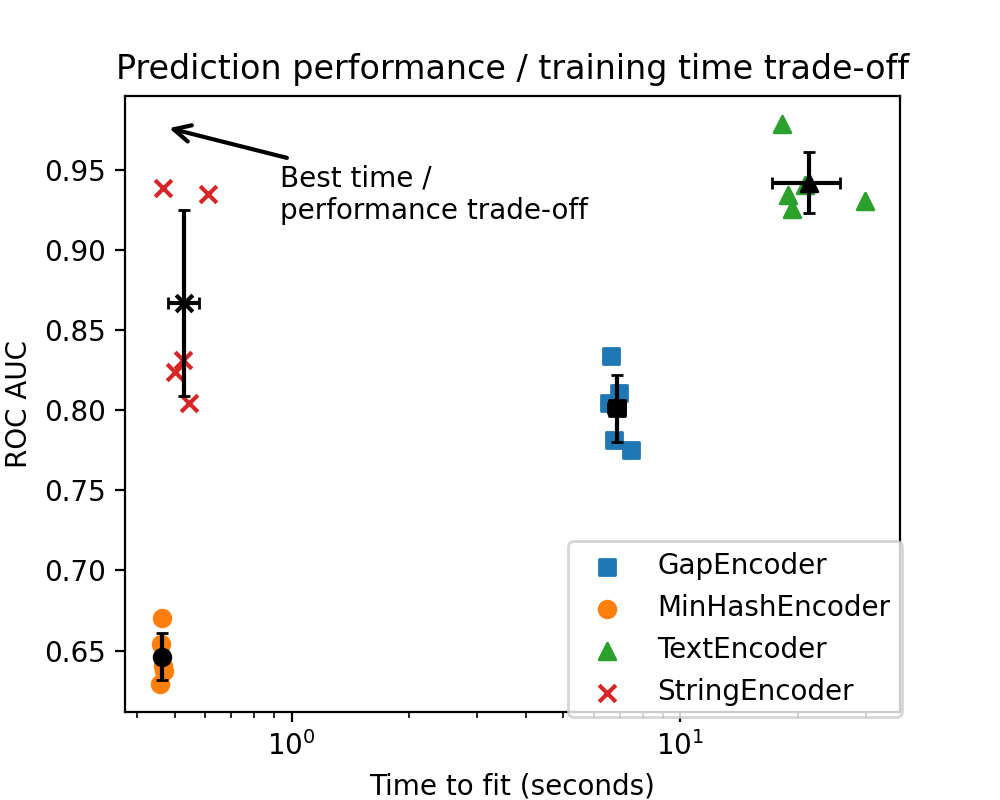 Prediction performance / training time trade-off
Best time /
performance trade-off
0.95
0.90
0.85
0.80
0.75
0.70
0.65
ROC AUC
GapEncoder
MinHashEncoder
TextEncoder
StringEncoder
10⁰
10¹
Time to fit (seconds)